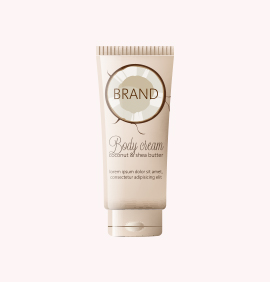 BRAND
Body cream
coconut & shea butter
lorem ipsum dolor sit amet,
consectetur adipiscing elit